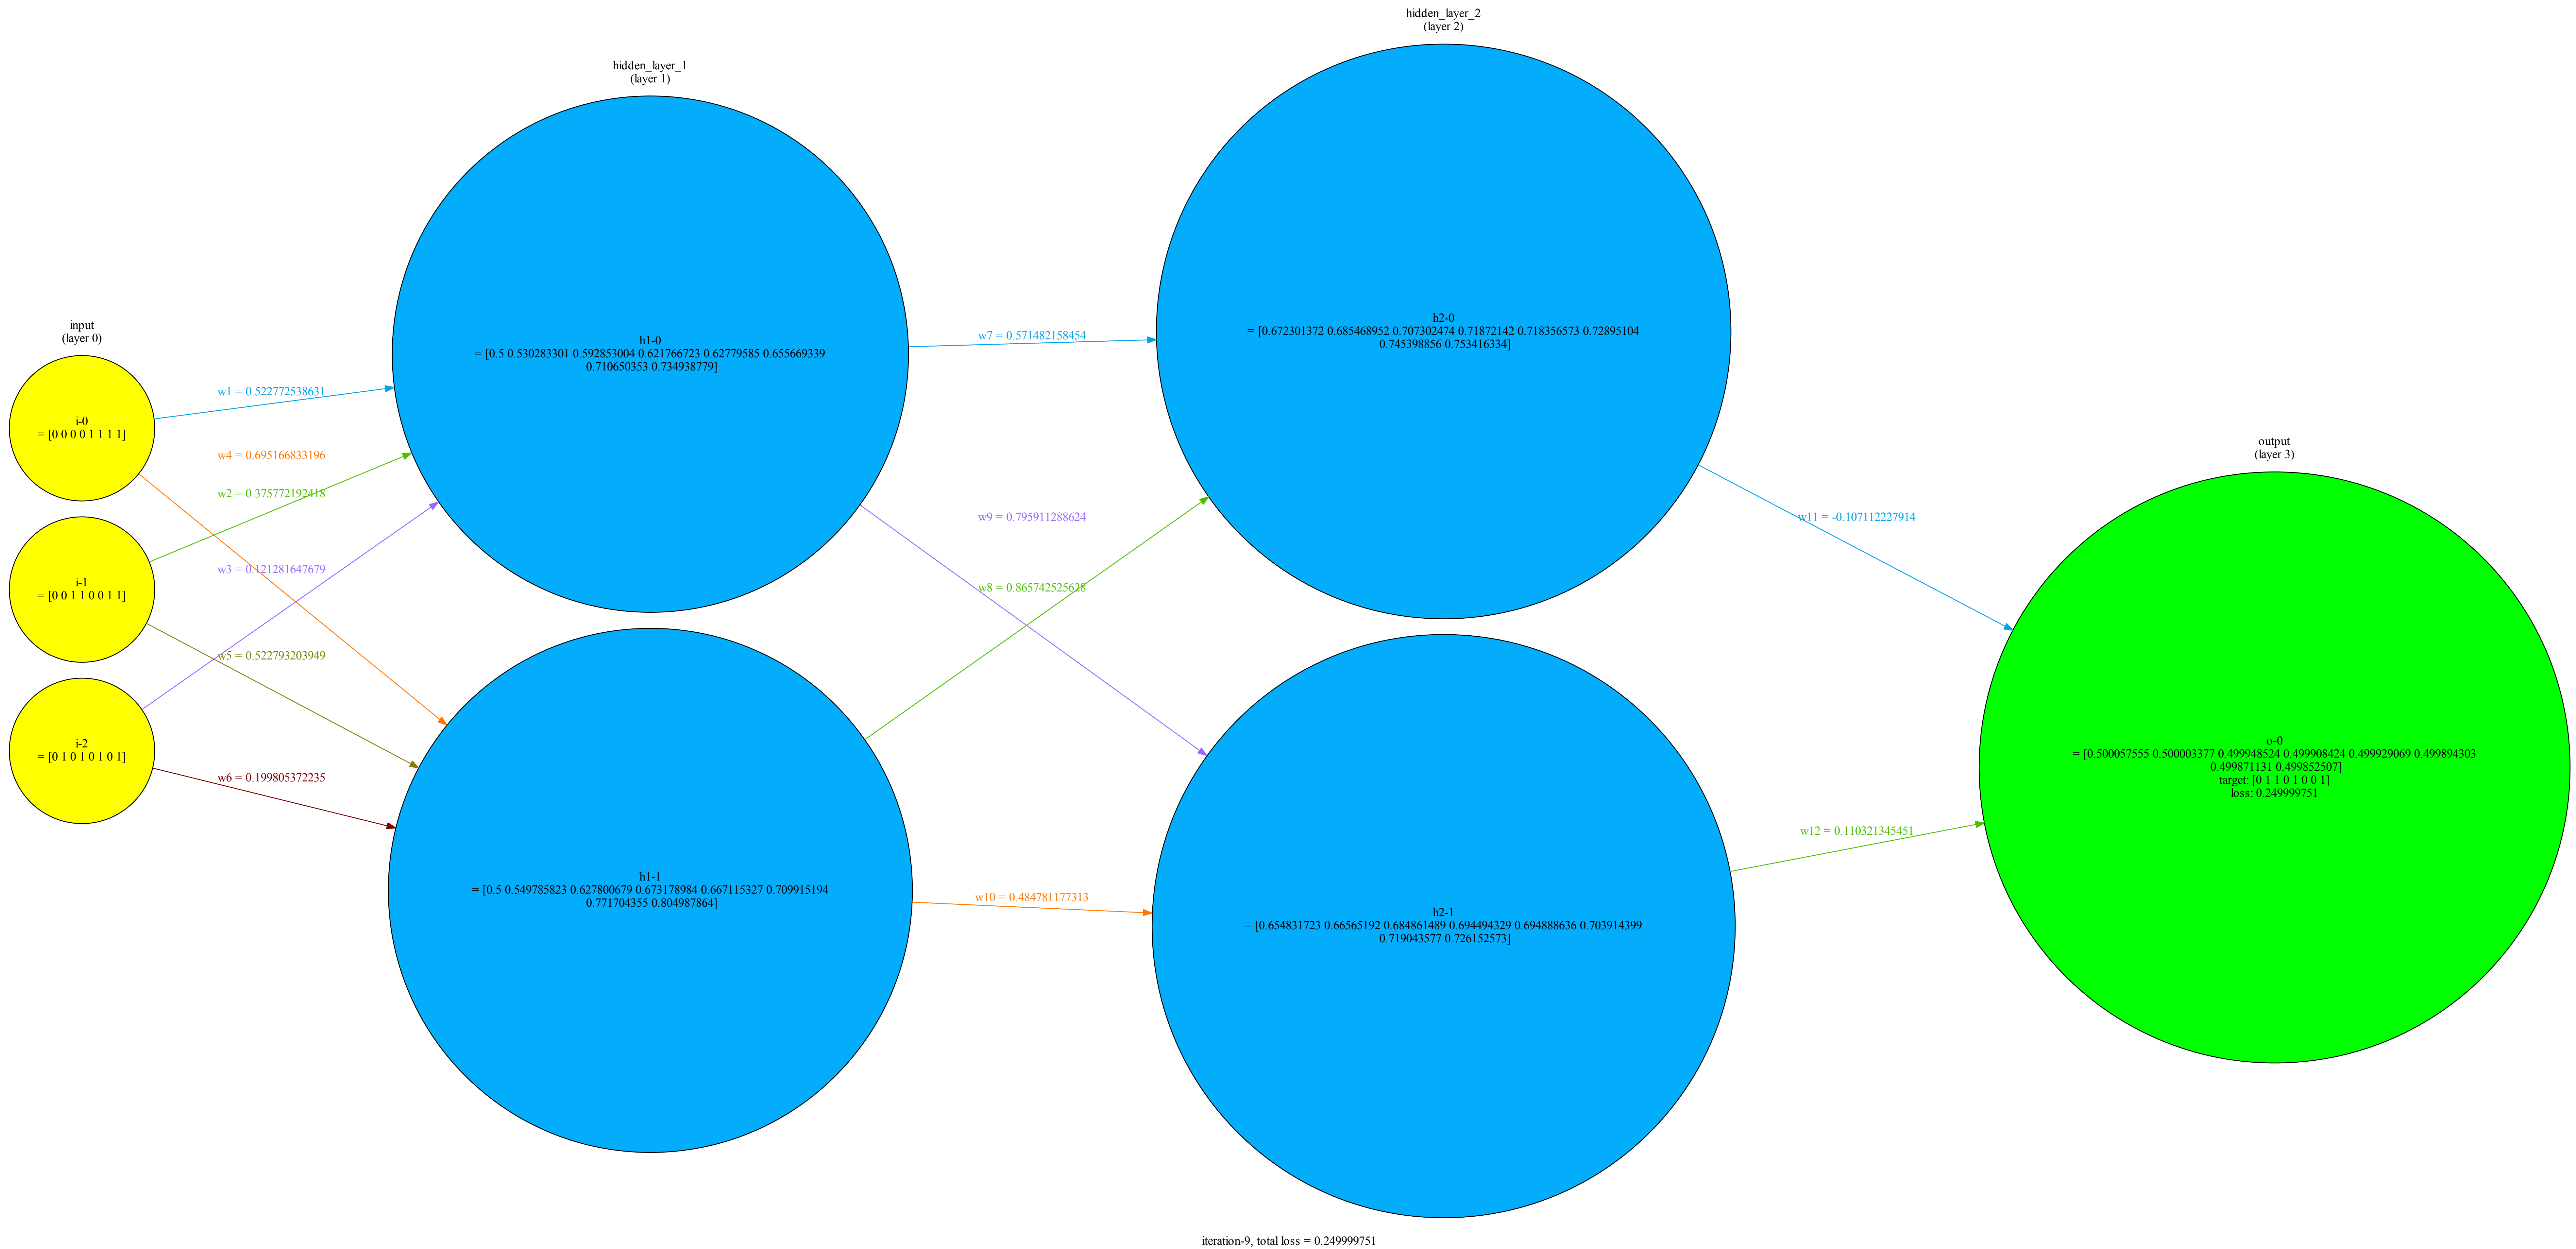 input
(layer 0)
i-0
= [0 0 0 0 1 1 1 1]
i-1
= [0 0 1 1 0 0 1 1]
i-2
= [0 1 0 1 0 1 0 1]
w1 = 0.522772538631
w4 = 0.695166833196
w2 = 0.375772192418
w3 = 0.121281647679
w5 = 0.522793203949
w6 = 0.199805372235
hidden_layer_1
(layer 1)
h1-0
= [0.5 0.530283301 0.592853004 0.621766723 0.62779585 0.655669339
0.710650353 0.734938779]
h1-1
= [0.5 0.549785823 0.627800679 0.673178984 0.667115327 0.709915194
0.771704355 0.804987864]
w7 = 0.571482158454
w9 = 0.795911288624
w8 = 0.865742525628
w10 = 0.484781177313
hidden_layer_2
(layer 2)
h2-0
= [0.672301372 0.685468952 0.707302474 0.71872142 0.718356573 0.72895104
0.745398856 0.753416334]
h2-1
= [0.654831723 0.66565192 0.684861489 0.694494329 0.694888636 0.703914399
0.719043577 0.726152573]
w11 = -0.107112227914
w12 = 0.110321345451
output
(layer 3)
o-0
= [0.500057555 0.500003377 0.499948524 0.499908424 0.499929069 0.499894303
0.499871131 0.499852507]
target: [0 1 1 0 1 0 0 1]
loss: 0.249999751
iteration-9, total loss = 0.249999751